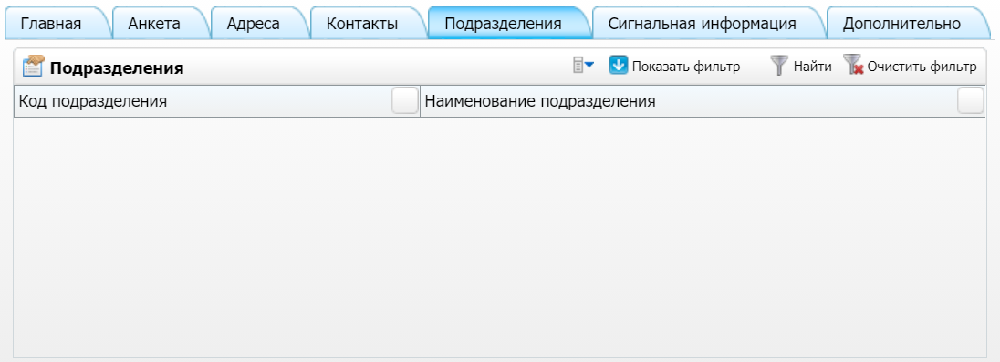 Главная Анкета Адреса Контакты Подразделения Сигнальная информация Дополнительно
Подразделения Показать фильтр Найти Очистить фильтр
Код подразделения Наименование подразделения